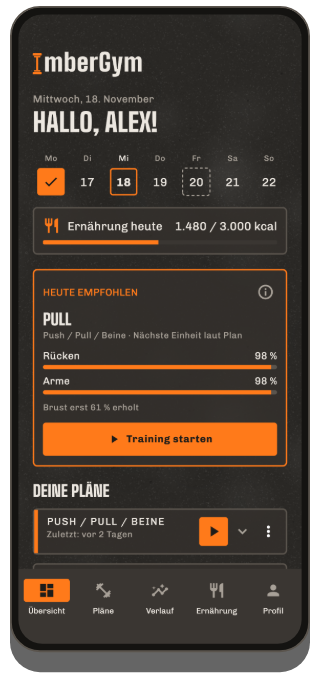 ImberGym
Mittwoch, 18. November
HALLO, ALEX!
Mo Di Mi Do Fr Sa So
17 18 19 20 21 22
Ernährung heute 1.480 / 3.000 kcal
HEUTE EMPFOHLEN
PULL
Push / Pull / Beine · Nächste Einheit laut Plan
Rücken 98 %
Arme 98 %
Brust erst 61 % erholt
Training starten
DEINE PLÄNE
PUSH / PULL / BEINE
Zuletzt: vor 2 Tagen
Übersicht Pläne Verlauf Ernährung Profil